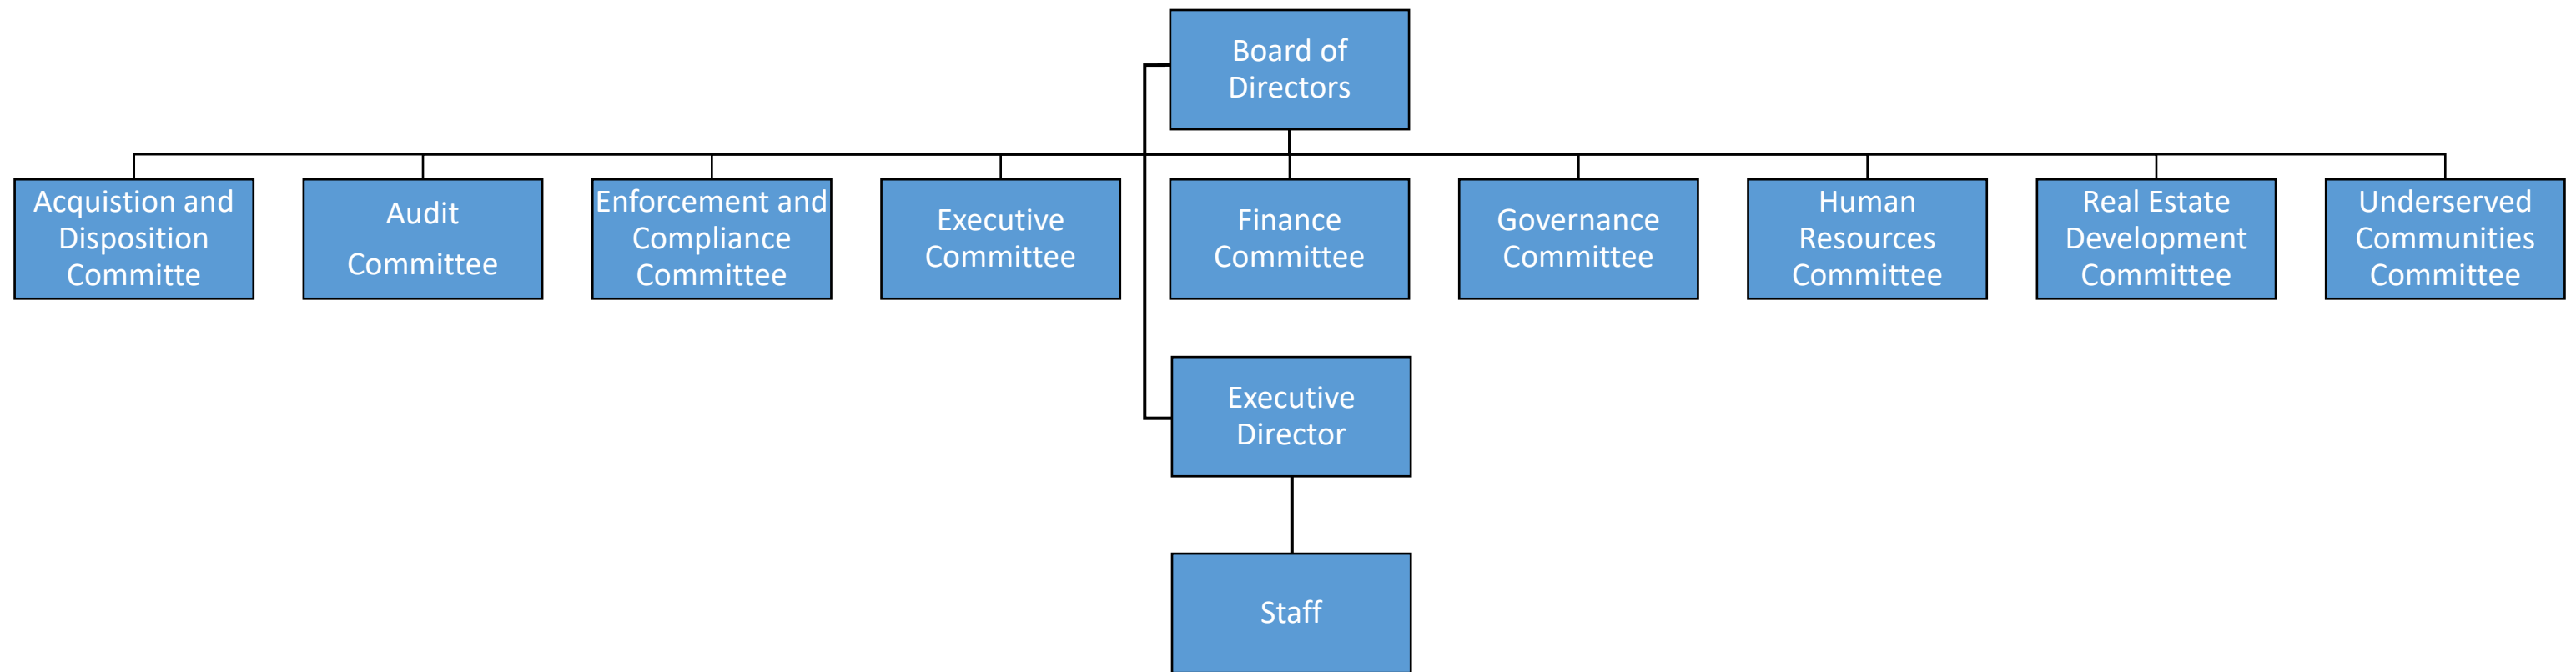 Board of
Directors
Acquistion and
Disposition
Committe
Audit
Committee
Enforcement and
Compliance
Committee
Executive
Committee
Finance
Committee
Governance
Committee
Human
Resources
Committee
Real Estate
Development
Committee
Underserved
Communities
Committee
Executive
Director
Staff